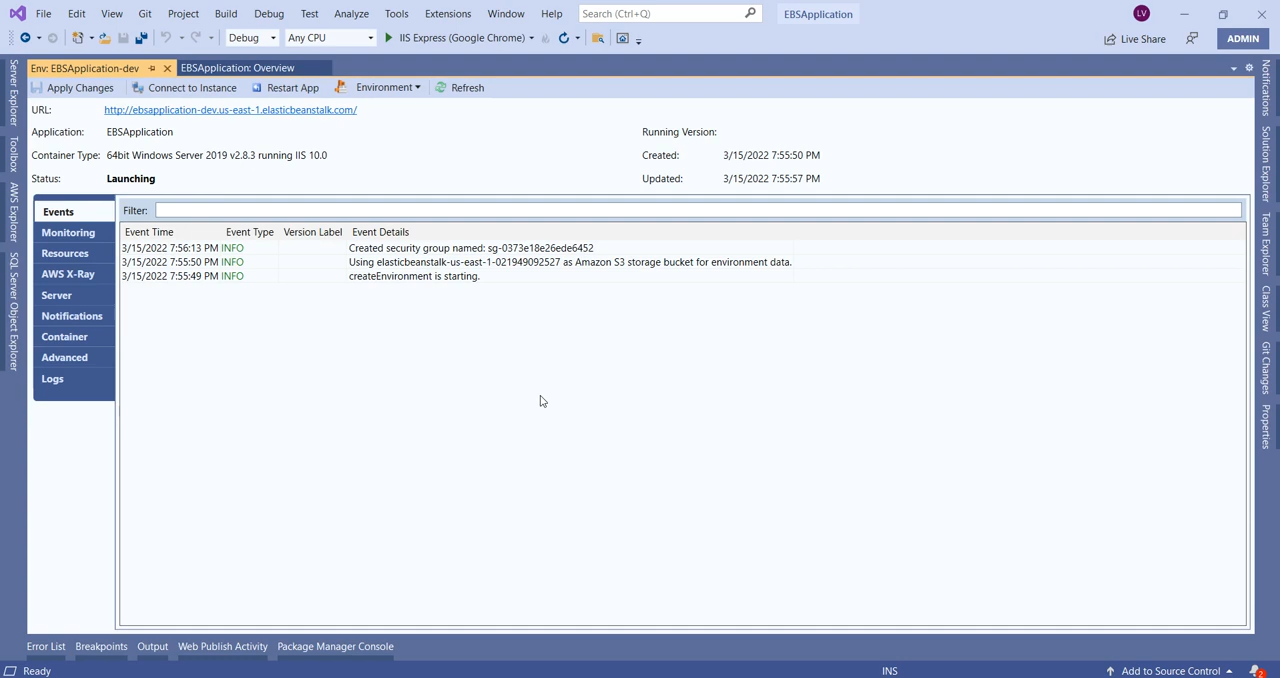 File Edit View Git Project Build Debug Test Analyze Tools Extensions Window Help Search (Ctrl+Q) EBSApplication LV
Debug Any CPU IIS Express (Google Chrome) Live Share ADMIN
Env: EBSApplication-dev EBSApplication: Overview
Apply Changes Connect to Instance Restart App Environment Refresh
URL: http://ebsapplication-dev.us-east-1.elasticbeanstalk.com/
Application: EBSApplication Running Version:
Container Type: 64bit Windows Server 2019 v2.8.3 running IIS 10.0 Created: 3/15/2022 7:55:50 PM
Status: Launching Updated: 3/15/2022 7:55:57 PM
Events
Monitoring
Resources
AWS X-Ray
Server
Notifications
Container
Advanced
Logs
Filter:
Event Time Event Type Version Label Event Details
3/15/2022 7:56:13 PM INFO Created security group named: sg-0373e18e26ede6452
3/15/2022 7:55:50 PM INFO Using elasticbeanstalk-us-east-1-021949092527 as Amazon S3 storage bucket for environment data.
3/15/2022 7:55:49 PM INFO createEnvironment is starting.
Server Explorer
Toolbox
AWS Explorer
SQL Server Object Explorer
Notifications
Solution Explorer
Team Explorer
Class View
Git Changes
Properties
Error List Breakpoints Output Web Publish Activity Package Manager Console
Ready INS Add to Source Control 2